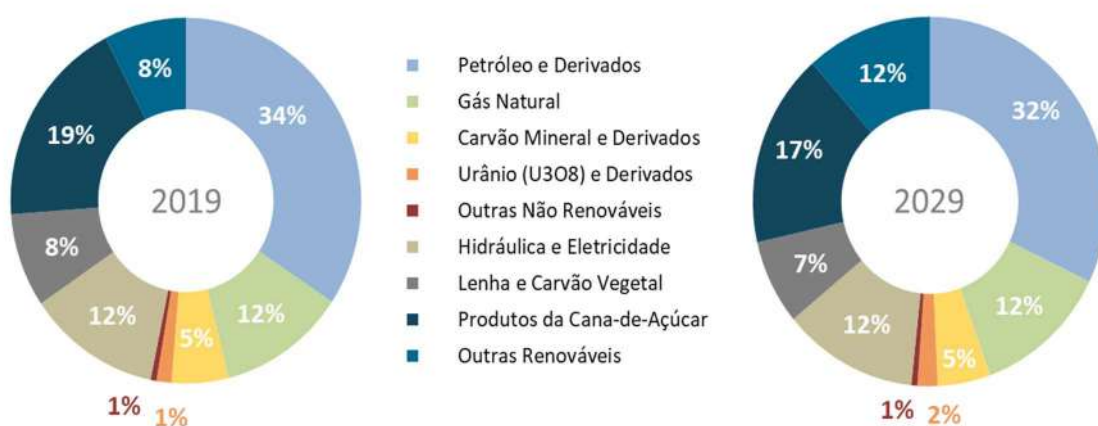 8%
34%
19%
2019
8%
12%
5%
12%
1%
1%
Petróleo e Derivados
Gás Natural
Carvão Mineral e Derivados
Urânio (U3O8) e Derivados
Outras Não Renováveis
Hidráulica e Eletricidade
Lenha e Carvão Vegetal
Produtos da Cana-de-Açúcar
Outras Renováveis
12%
32%
17%
2029
7%
12%
5%
12%
1%
2%